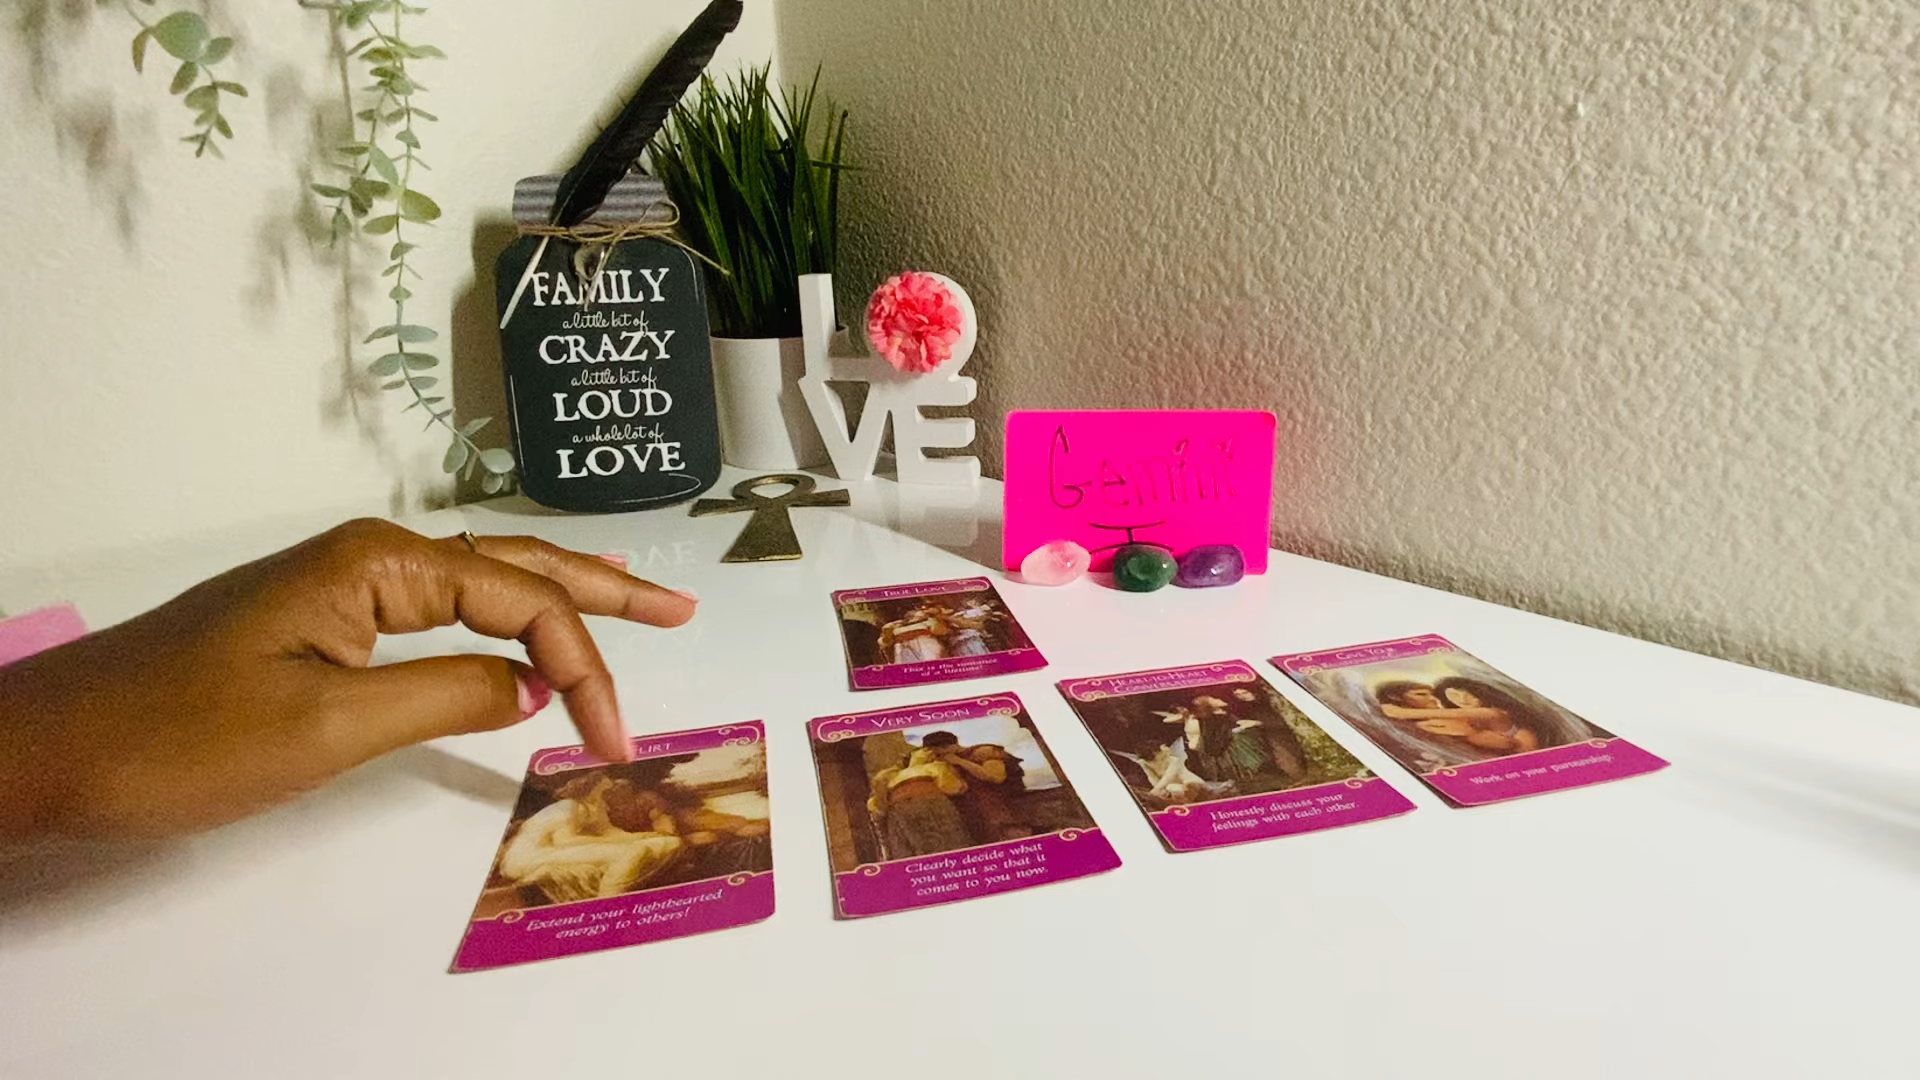 FAMILY
a little bit of
CRAZY
a little bit of
LOUD
a whole lot of
LOVE
LOVE
Gemini
TRUE LOVE
This is the romance
of a lifetime!
FLIRT
Extend your lighthearted
energy to others!
VERY SOON
Clearly decide what
you want so that it
comes to you now.
HEART-TO-HEART
CONVERSATIONS
Honestly discuss your
feelings with each other.
GIVE YOUR
Work on your partnership.